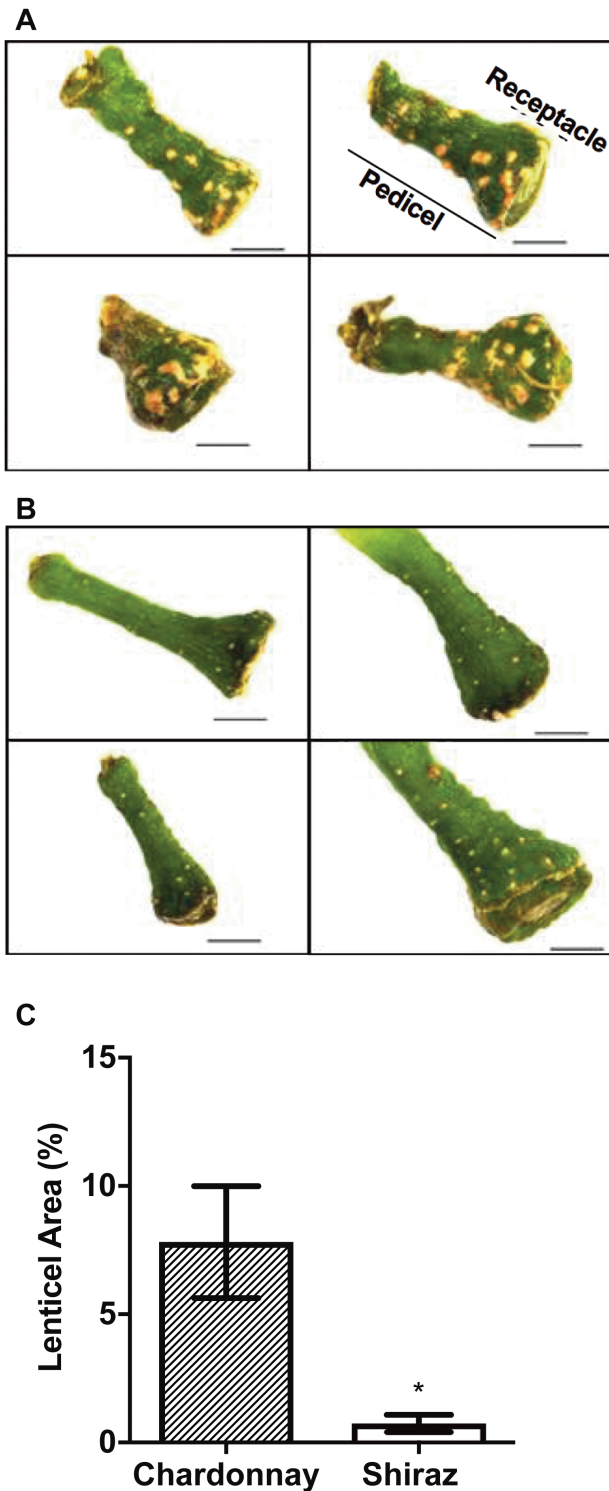 A
Receptacle
Pedicel
B
C
15
10
5
0
Lenticel Area (%)
*
Chardonnay Shiraz